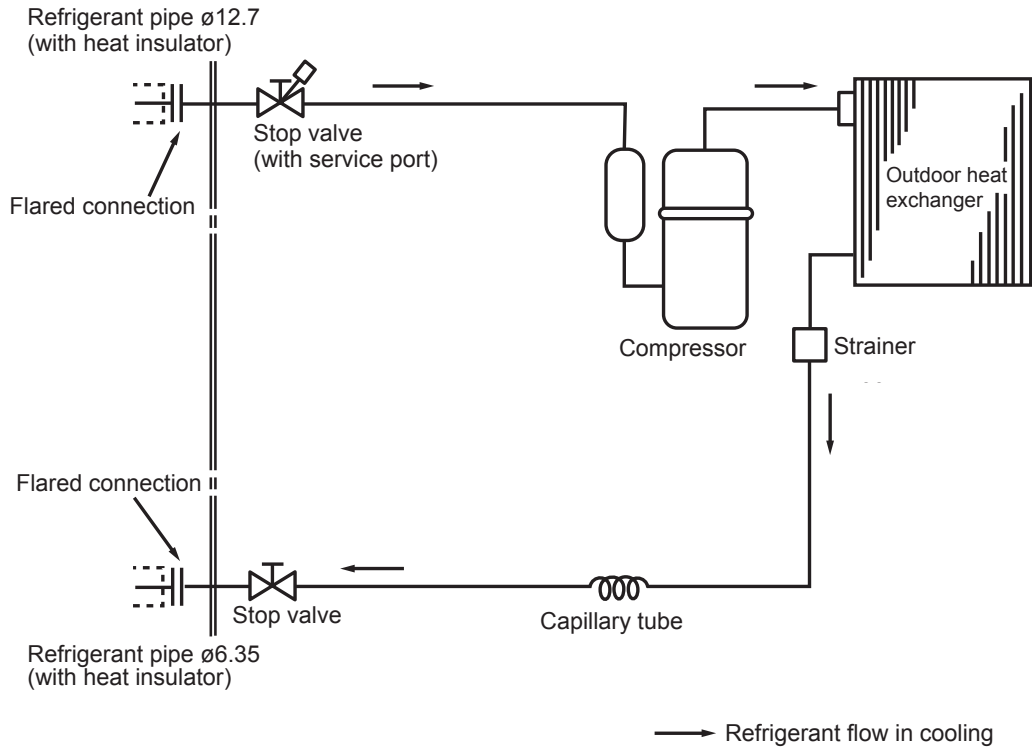 Refrigerant pipe ø12.7
(with heat insulator)
Stop valve
(with service port)
Flared connection
Outdoor heat
exchanger
Compressor
Strainer
Flared connection
Stop valve
Capillary tube
Refrigerant pipe ø6.35
(with heat insulator)
Refrigerant flow in cooling